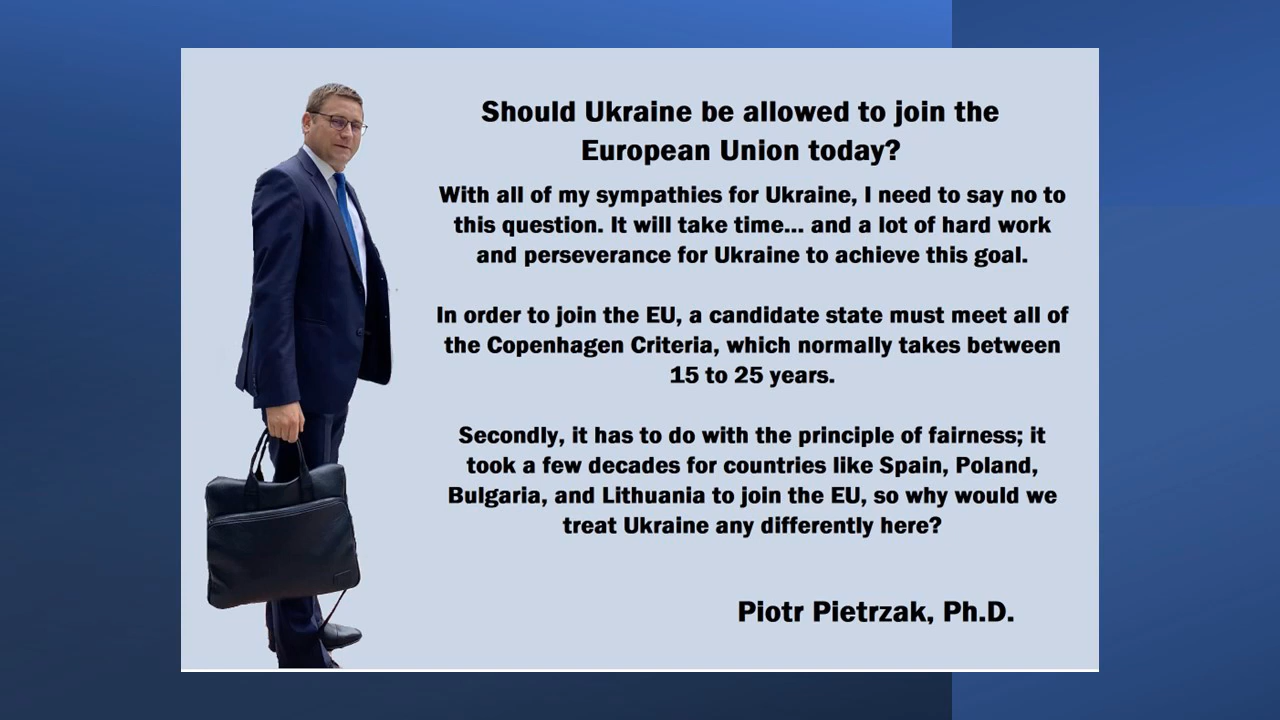 Should Ukraine be allowed to join the
European Union today?
With all of my sympathies for Ukraine, I need to say no to
this question. It will take time... and a lot of hard work
and perseverance for Ukraine to achieve this goal.
In order to join the EU, a candidate state must meet all of
the Copenhagen Criteria, which normally takes between
15 to 25 years.
Secondly, it has to do with the principle of fairness; it
took a few decades for countries like Spain, Poland,
Bulgaria, and Lithuania to join the EU, so why would we
treat Ukraine any differently here?
Piotr Pietrzak, Ph.D.